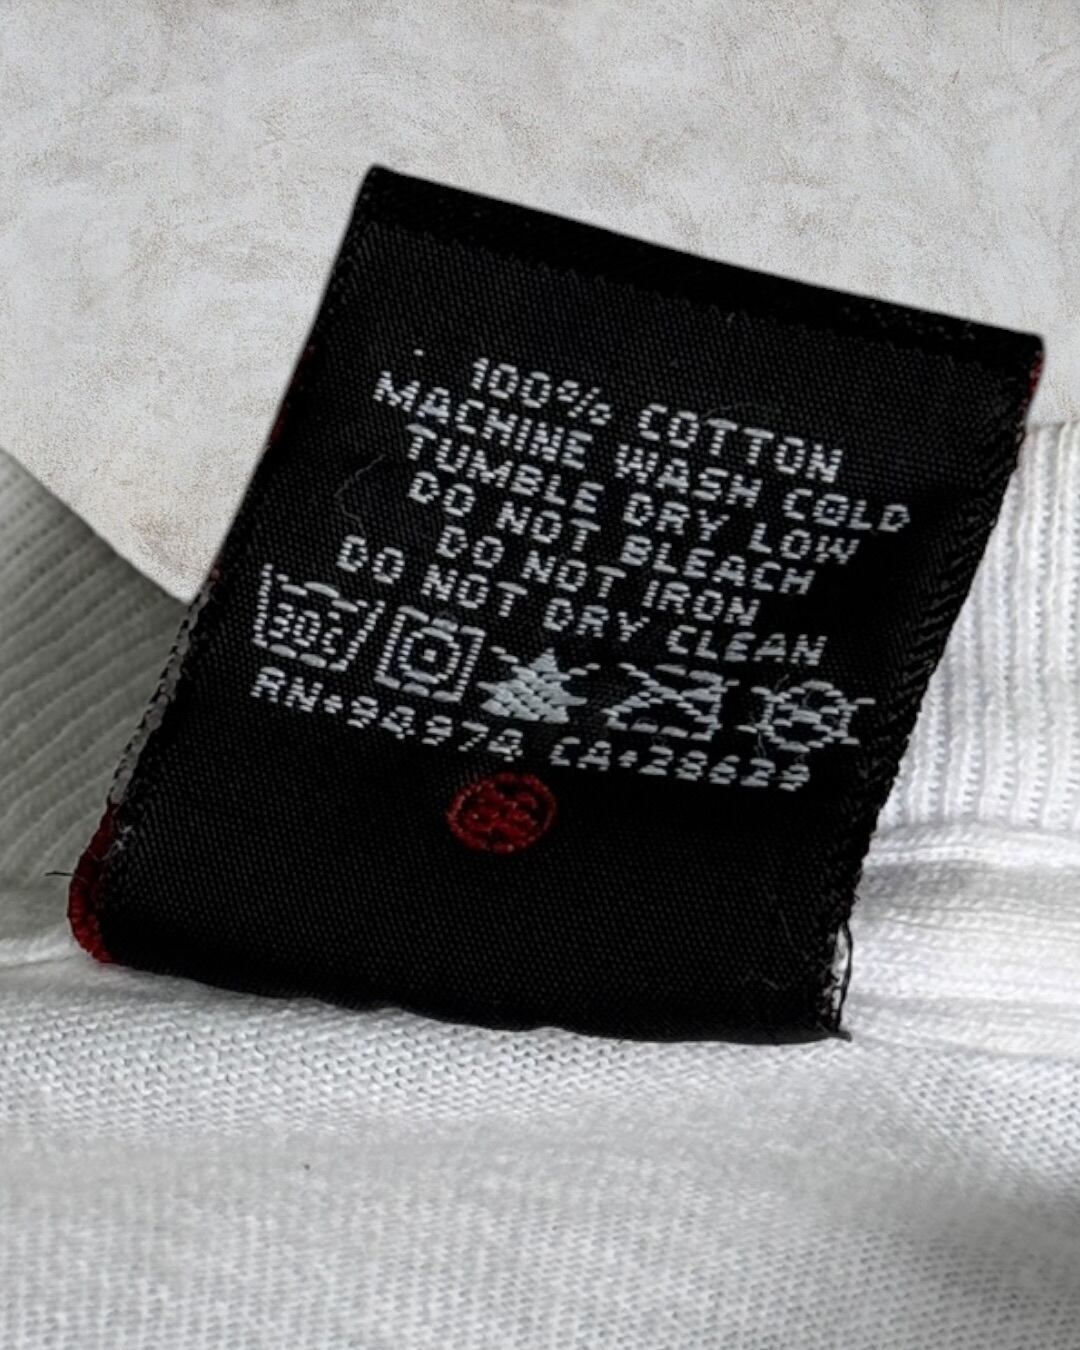 100% COTTON
MACHINE WASH COLD
TUMBLE DRY LOW
DO NOT BLEACH
DO NOT IRON
DO NOT DRY CLEAN
30c
RN#94974 CA#28629